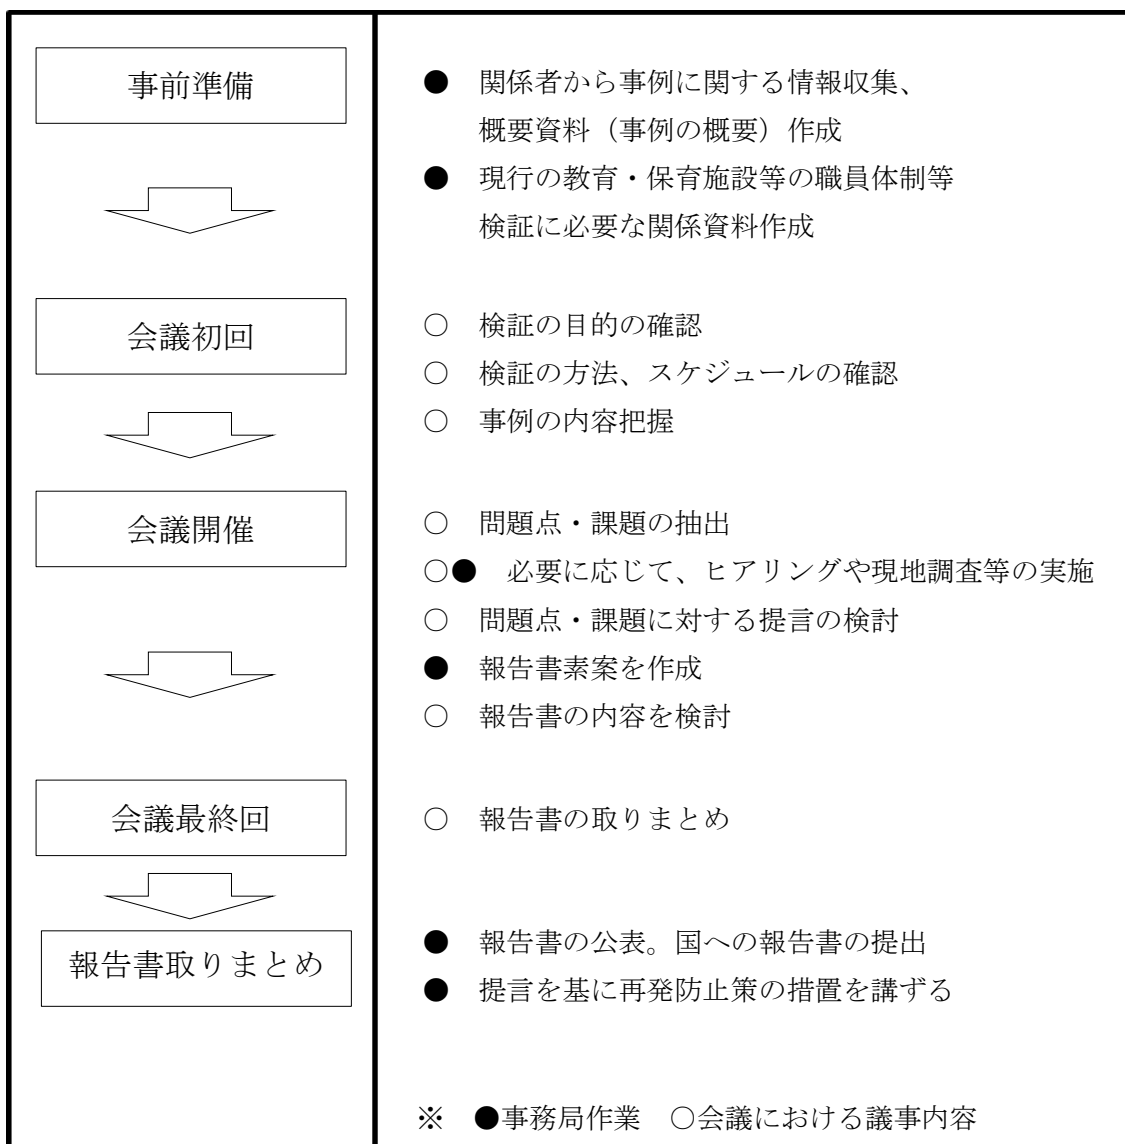 事前準備
● 関係者から事例に関する情報収集、
概要資料（事例の概要）作成
● 現行の教育・保育施設等の職員体制等
検証に必要な関係資料作成
会議初回
○ 検証の目的の確認
○ 検証の方法、スケジュールの確認
○ 事例の内容把握
会議開催
○ 問題点・課題の抽出
○● 必要に応じて、ヒアリングや現地調査等の実施
○ 問題点・課題に対する提言の検討
● 報告書素案を作成
○ 報告書の内容を検討
会議最終回
○ 報告書の取りまとめ
報告書取りまとめ
● 報告書の公表。国への報告書の提出
● 提言を基に再発防止策の措置を講ずる
※ ●事務局作業 ○会議における議事内容